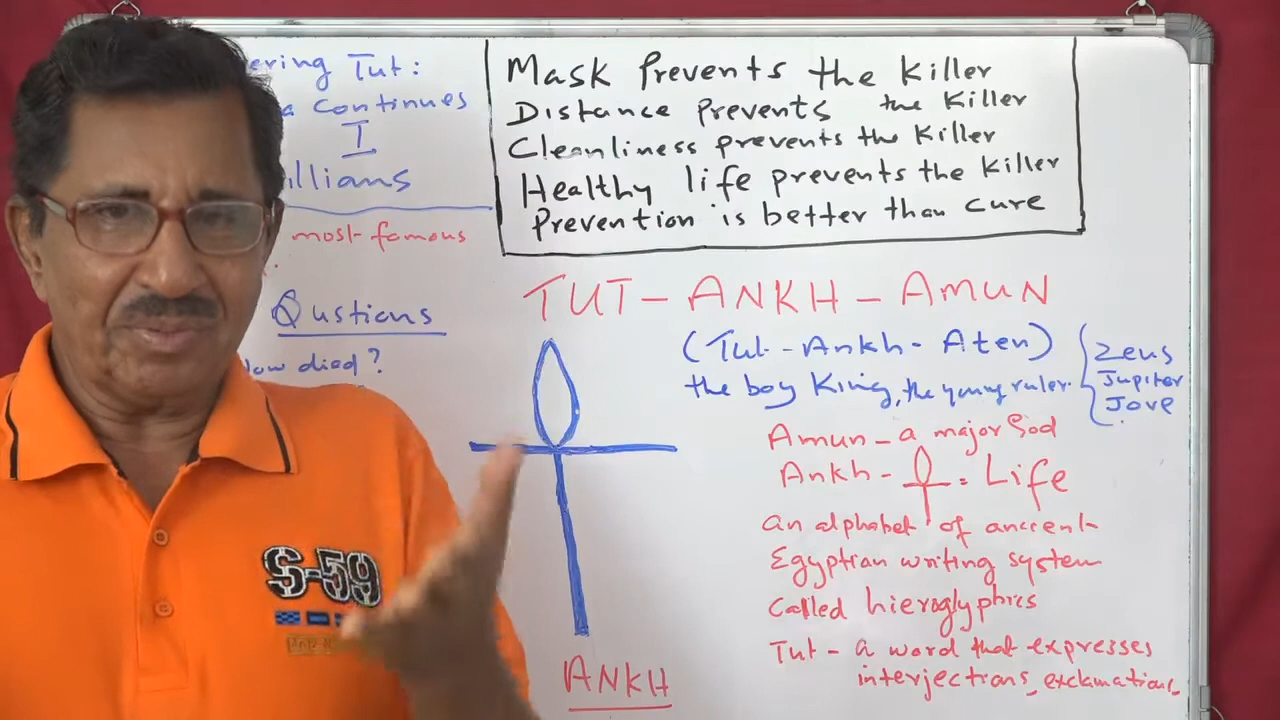 ering Tut:
a continues
I
illians
most famous
Qustions
ow died?
Mask Prevents the Killer
Distance prevents the Killer
Cleanliness prevents the Killer
Healthy life prevents the Killer
Prevention is better than cure
TUT-ANKH-AMUN
(Tut-Ankh-Aten)
the boy King, the young ruler.
Zeus
Jupiter
Jove
Amun - a major God
Ankh - = Life
an alphabet of ancient
Egyptian writing system
called hieroglyphics
Tut - a word that expresses
interjections, exclamations.
ANKH
S-59